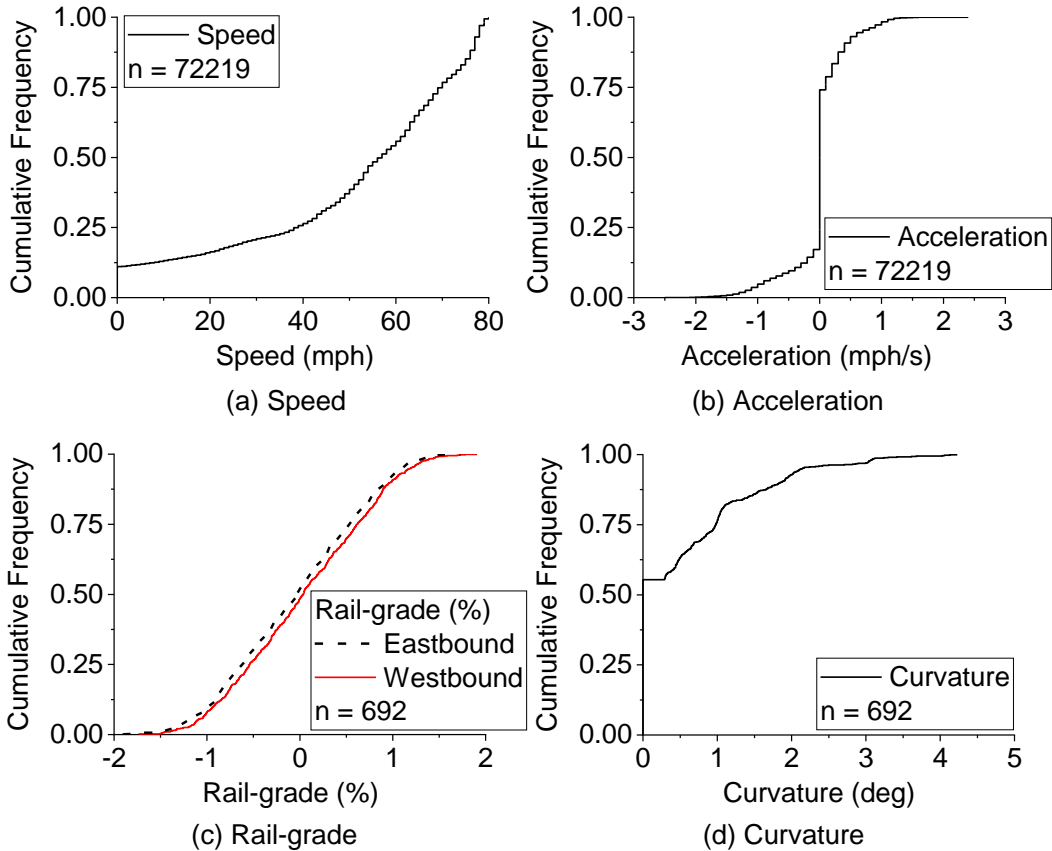 Cumulative Frequency
1.00
0.75
0.50
0.25
0.00
Speed
n = 72219
0 20 40 60 80
Speed (mph)
(a) Speed
Cumulative Frequency
1.00
0.75
0.50
0.25
0.00
Acceleration
n = 72219
-3 -2 -1 0 1 2 3
Acceleration (mph/s)
(b) Acceleration
Cumulative Frequency
1.00
0.75
0.50
0.25
0.00
Rail-grade (%)
Eastbound
Westbound
n = 692
-2 -1 0 1 2
Rail-grade (%)
(c) Rail-grade
Cumulative Frequency
1.00
0.75
0.50
0.25
0.00
Curvature
n = 692
0 1 2 3 4 5
Curvature (deg)
(d) Curvature